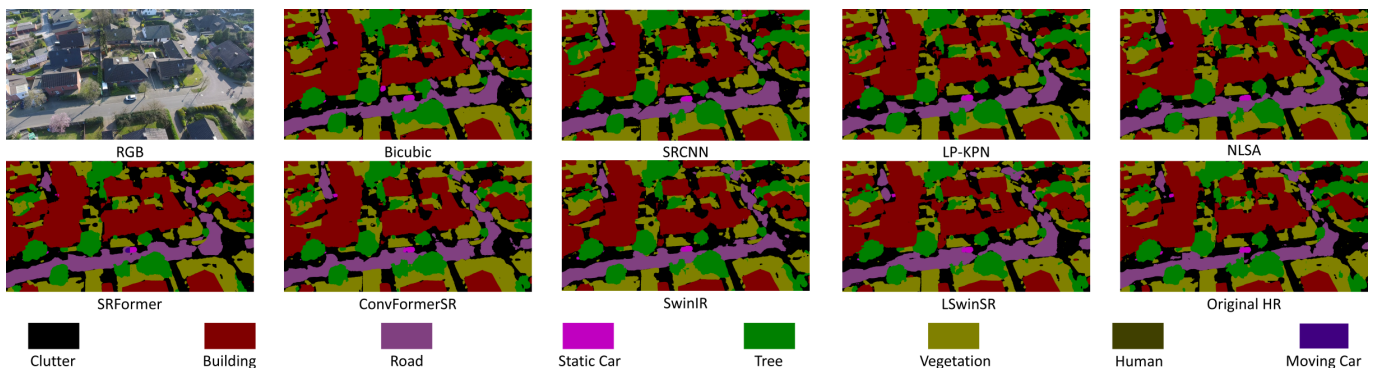 RGB
Bicubic
SRCNN
LP-KPN
NLSA
SRFormer
ConvFormerSR
SwinIR
LSwinSR
Original HR
Clutter
Building
Road
Static Car
Tree
Vegetation
Human
Moving Car